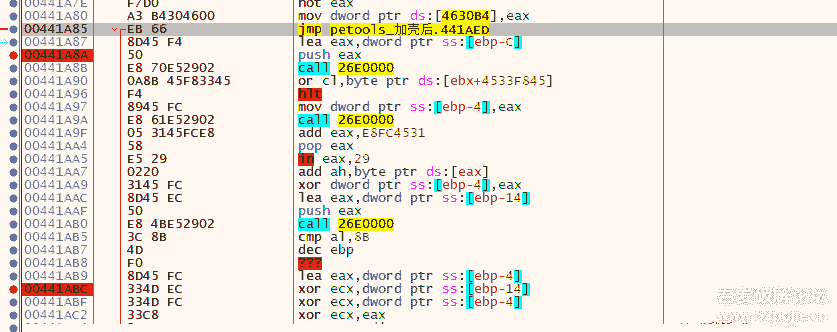 00441A7E F7D0 not eax
00441A80 A3 B4304600 mov dword ptr ds:[4630B4],eax
00441A85 EB 66 jmp petools_加壳后.441AED
00441A87 8D45 F4 lea eax,dword ptr ss:[ebp-C]
00441A8A 50 push eax
00441A8B E8 70E52902 call 26E0000
00441A90 0A8B 45F83345 or cl,byte ptr ds:[ebx+4533F845]
00441A96 F4 hlt
00441A97 8945 FC mov dword ptr ss:[ebp-4],eax
00441A9A E8 61E52902 call 26E0000
00441A9F 05 3145FCE8 add eax,E8FC4531
00441AA4 58 pop eax
00441AA5 E5 29 in eax,29
00441AA7 0220 add ah,byte ptr ds:[eax]
00441AA9 3145 FC xor dword ptr ss:[ebp-4],eax
00441AAC 8D45 EC lea eax,dword ptr ss:[ebp-14]
00441AAF 50 push eax
00441AB0 E8 4BE52902 call 26E0000
00441AB5 3C 8B cmp al,8B
00441AB7 4D dec ebp
00441AB8 F0 ???
00441AB9 8D45 FC lea eax,dword ptr ss:[ebp-4]
00441ABC 334D EC xor ecx,dword ptr ss:[ebp-14]
00441ABF 334D FC xor ecx,dword ptr ss:[ebp-4]
00441AC2 33C8 xor ecx,eax